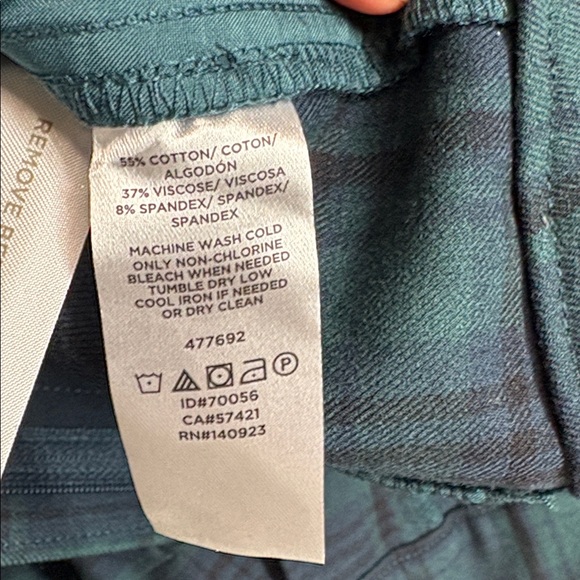 REMOVE BE
55% COTTON/ COTON/
ALGODÓN
37% VISCOSE/ VISCOSA
8% SPANDEX/ SPANDEX/
SPANDEX
MACHINE WASH COLD
ONLY NON-CHLORINE
BLEACH WHEN NEEDED
TUMBLE DRY LOW
COOL IRON IF NEEDED
OR DRY CLEAN
477692
P
ID#70056
CA#57421
RN#140923